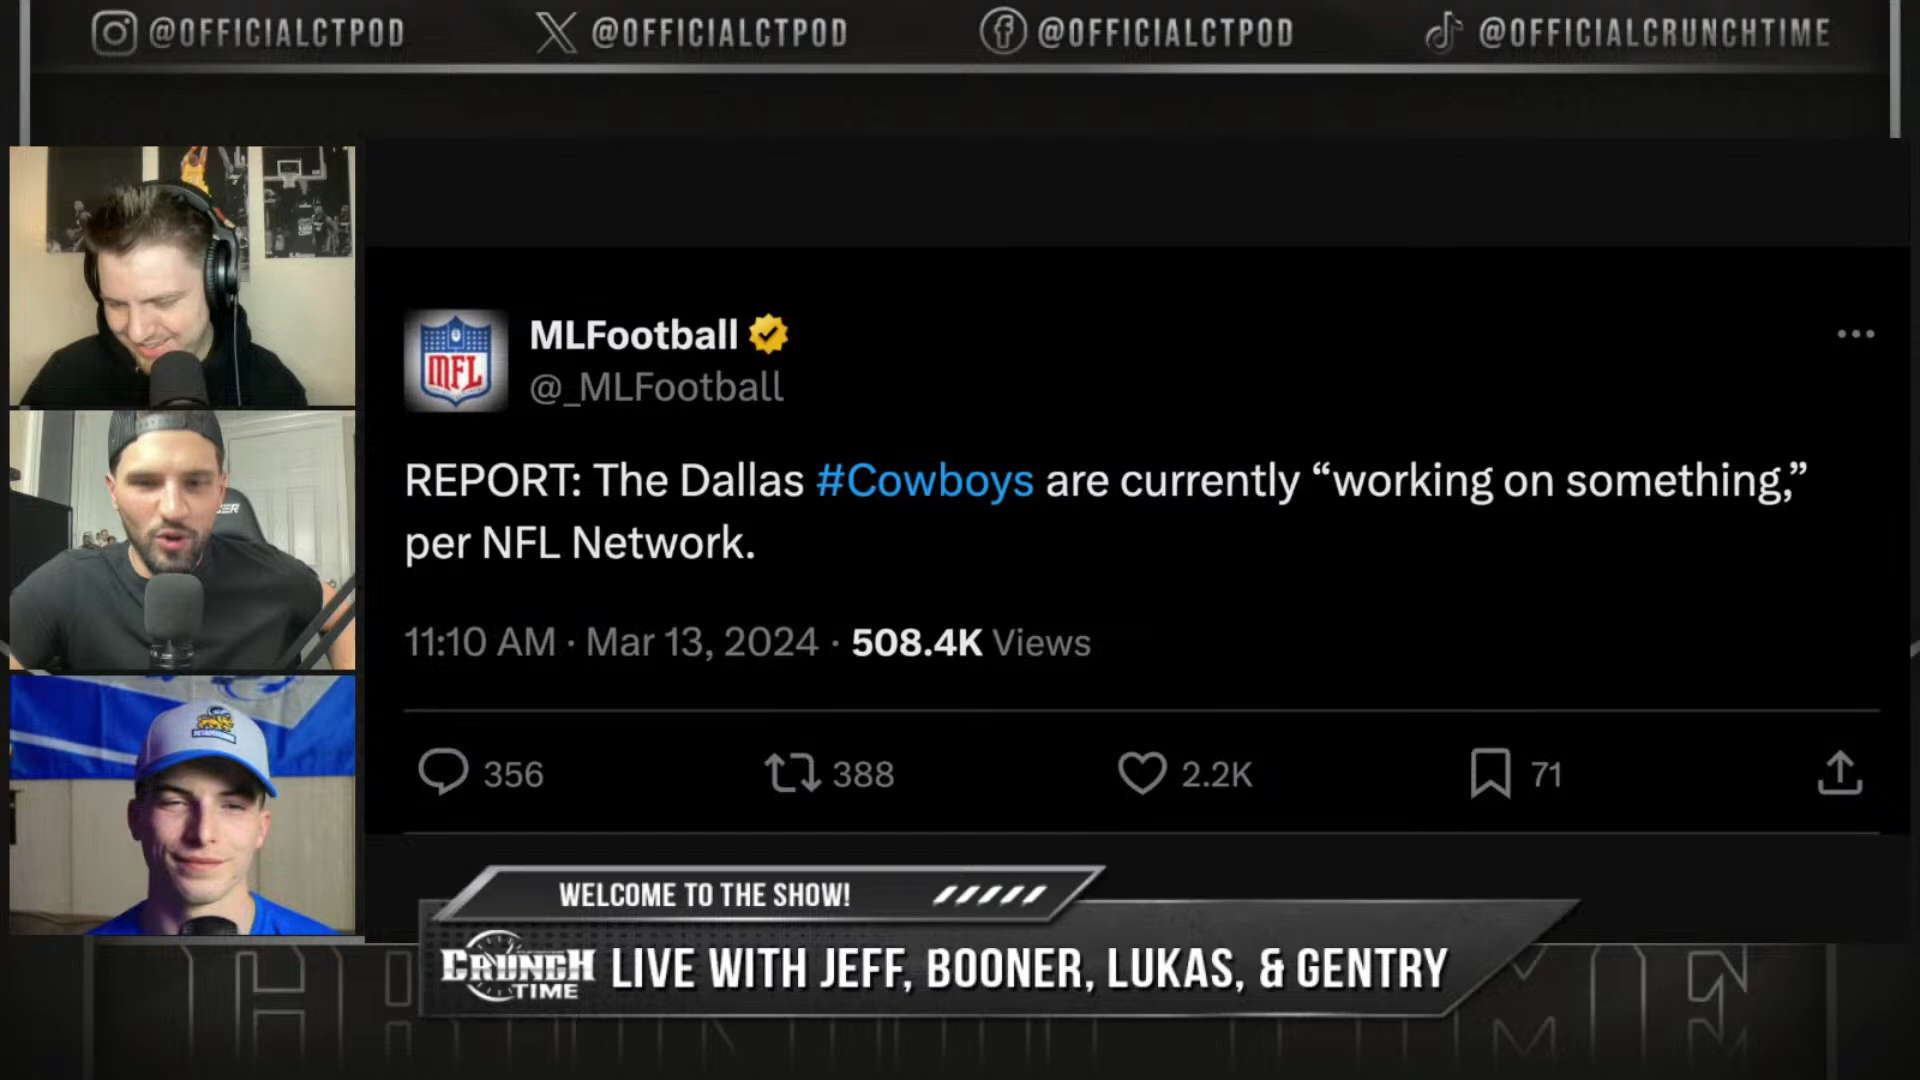 @OFFICIALCTPOD
@OFFICIALCTPOD
@OFFICIALCTPOD
@OFFICIALCRUNCHTIME
MFL
MLFootball
@_MLFootball
REPORT: The Dallas #Cowboys are currently “working on something,”
per NFL Network.
11:10 AM · Mar 13, 2024 · 508.4K Views
356
388
2.2K
71
WELCOME TO THE SHOW!
CRUNCH
TIME
LIVE WITH JEFF, BOONER, LUKAS, & GENTRY